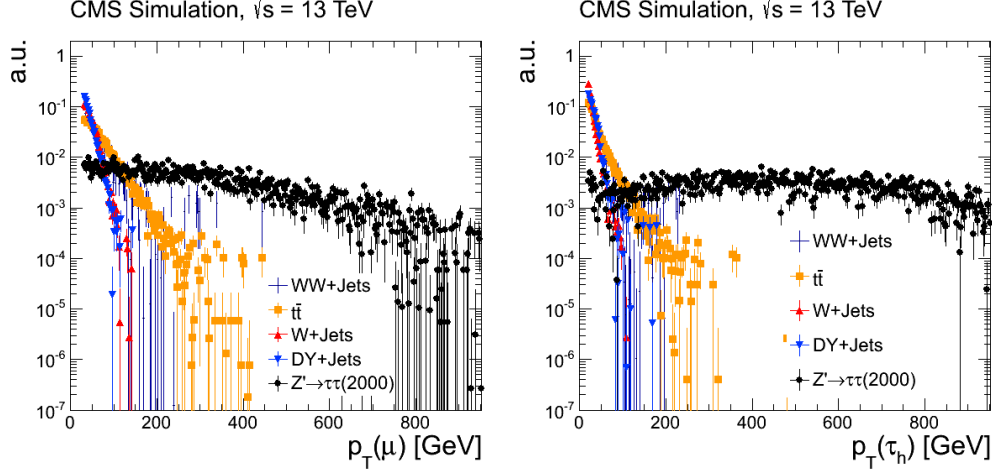 CMS Simulation, √s = 13 TeV
a.u.
1
10⁻¹
10⁻²
10⁻³
10⁻⁴
10⁻⁵
10⁻⁶
10⁻⁷
WW+Jets
tt̄
W+Jets
DY+Jets
Z'→ττ(2000)
0 200 400 600 800
p_T(μ) [GeV]
CMS Simulation, √s = 13 TeV
a.u.
1
10⁻¹
10⁻²
10⁻³
10⁻⁴
10⁻⁵
10⁻⁶
10⁻⁷
WW+Jets
tt̄
W+Jets
DY+Jets
Z'→ττ(2000)
0 200 400 600 800
p_T(τ_h) [GeV]